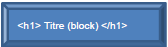 <h1> Titre (block) </h1>